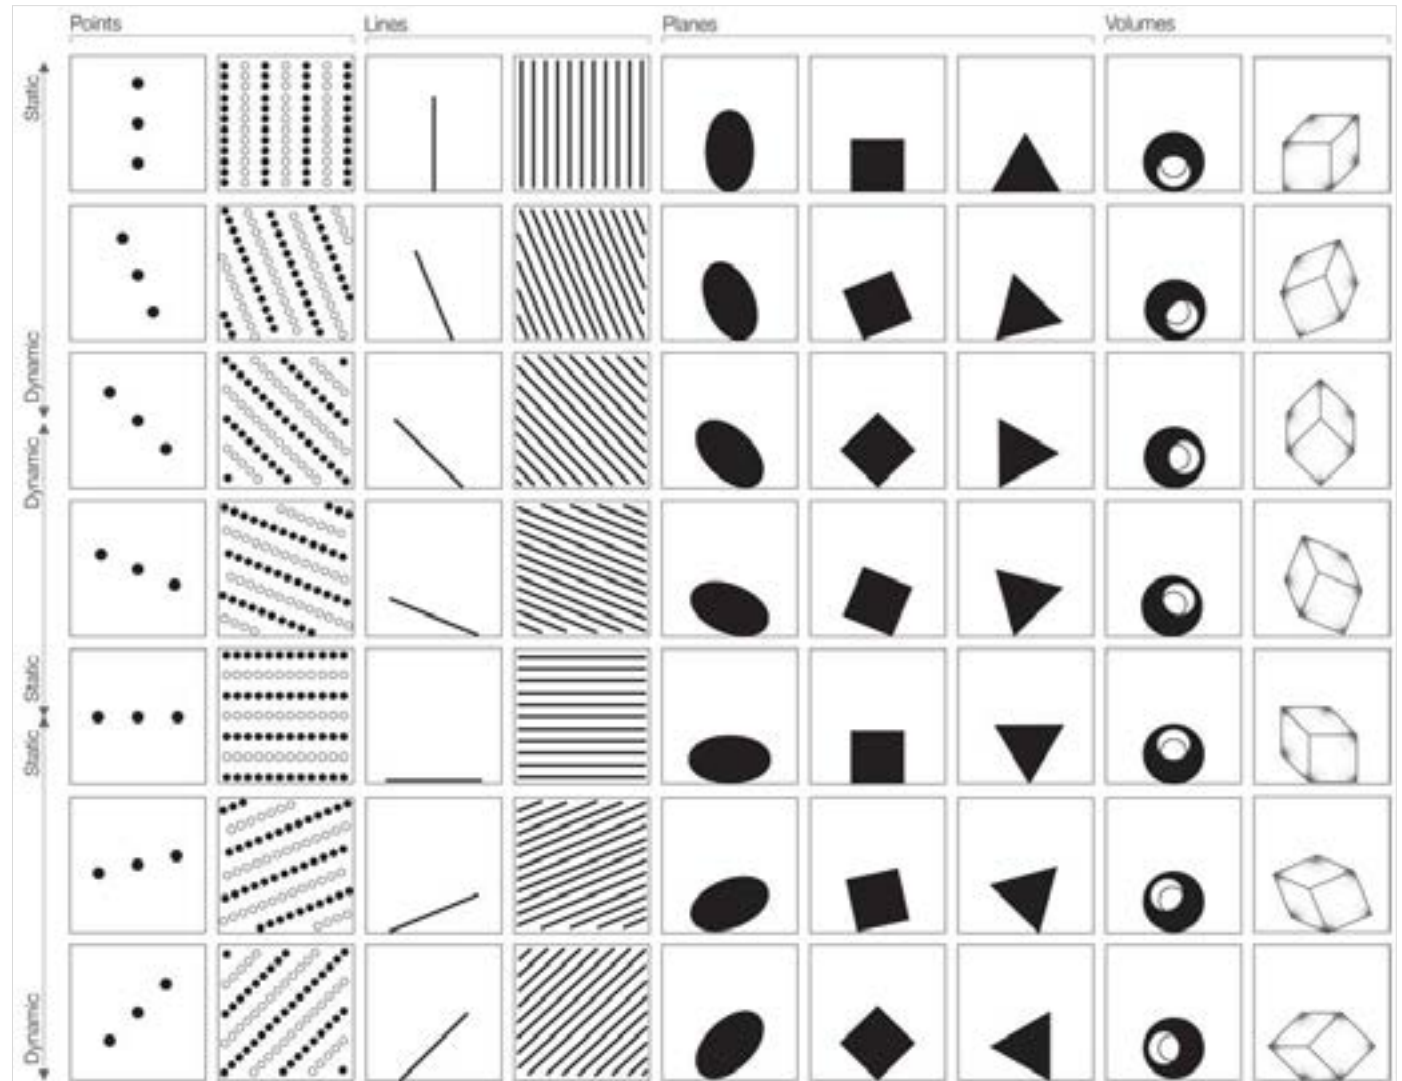 Points
Lines
Planes
Volumes
Static
Dynamic
Dynamic
Static
Static
Dynamic